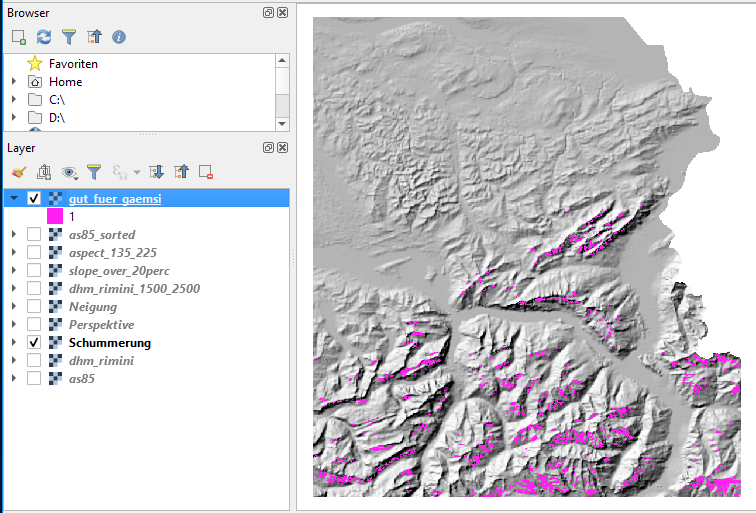 Browser
Favoriten
Home
C:\
D:\
Layer
gut_fuer_gaemsi
1
as85_sorted
aspect_135_225
slope_over_20perc
dhm_rimini_1500_2500
Neigung
Perspektive
Schummerung
dhm_rimini
as85